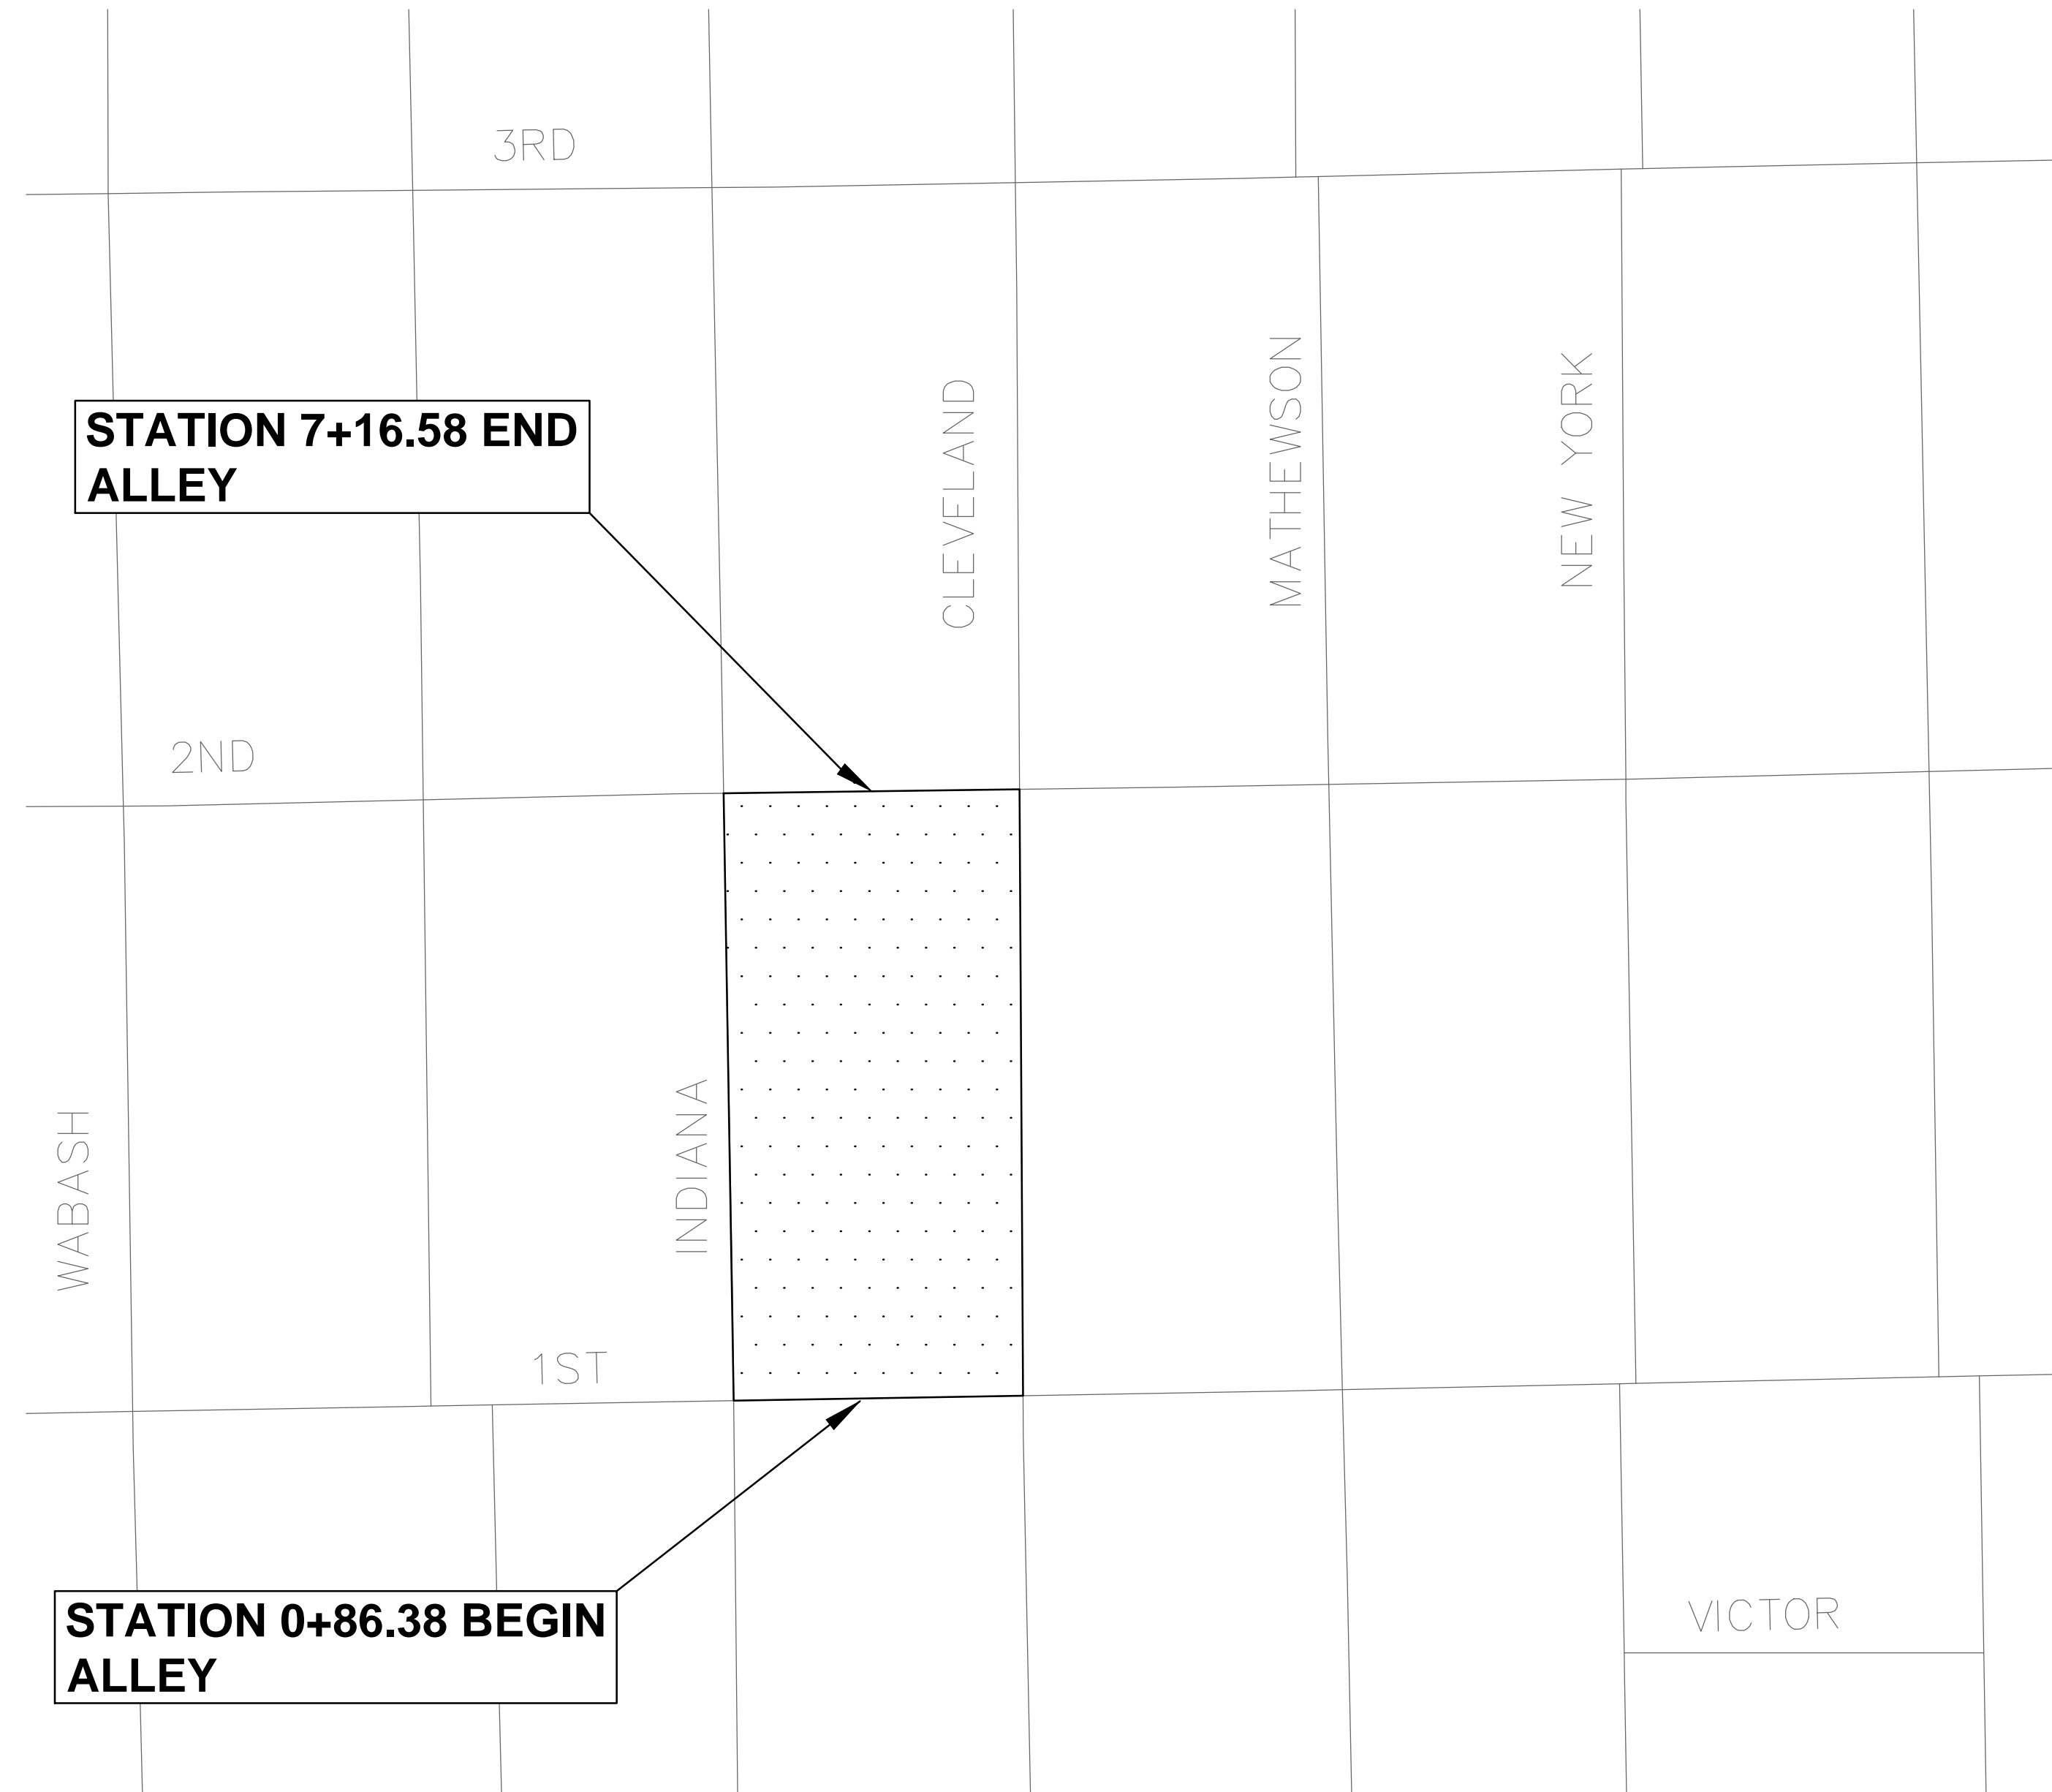 3RD
CLEVELAND
MATHEWSON
NEW YORK
STATION 7+16.58 END
ALLEY
2ND
WABASH
INDIANA
1ST
STATION 0+86.38 BEGIN
ALLEY
VICTOR